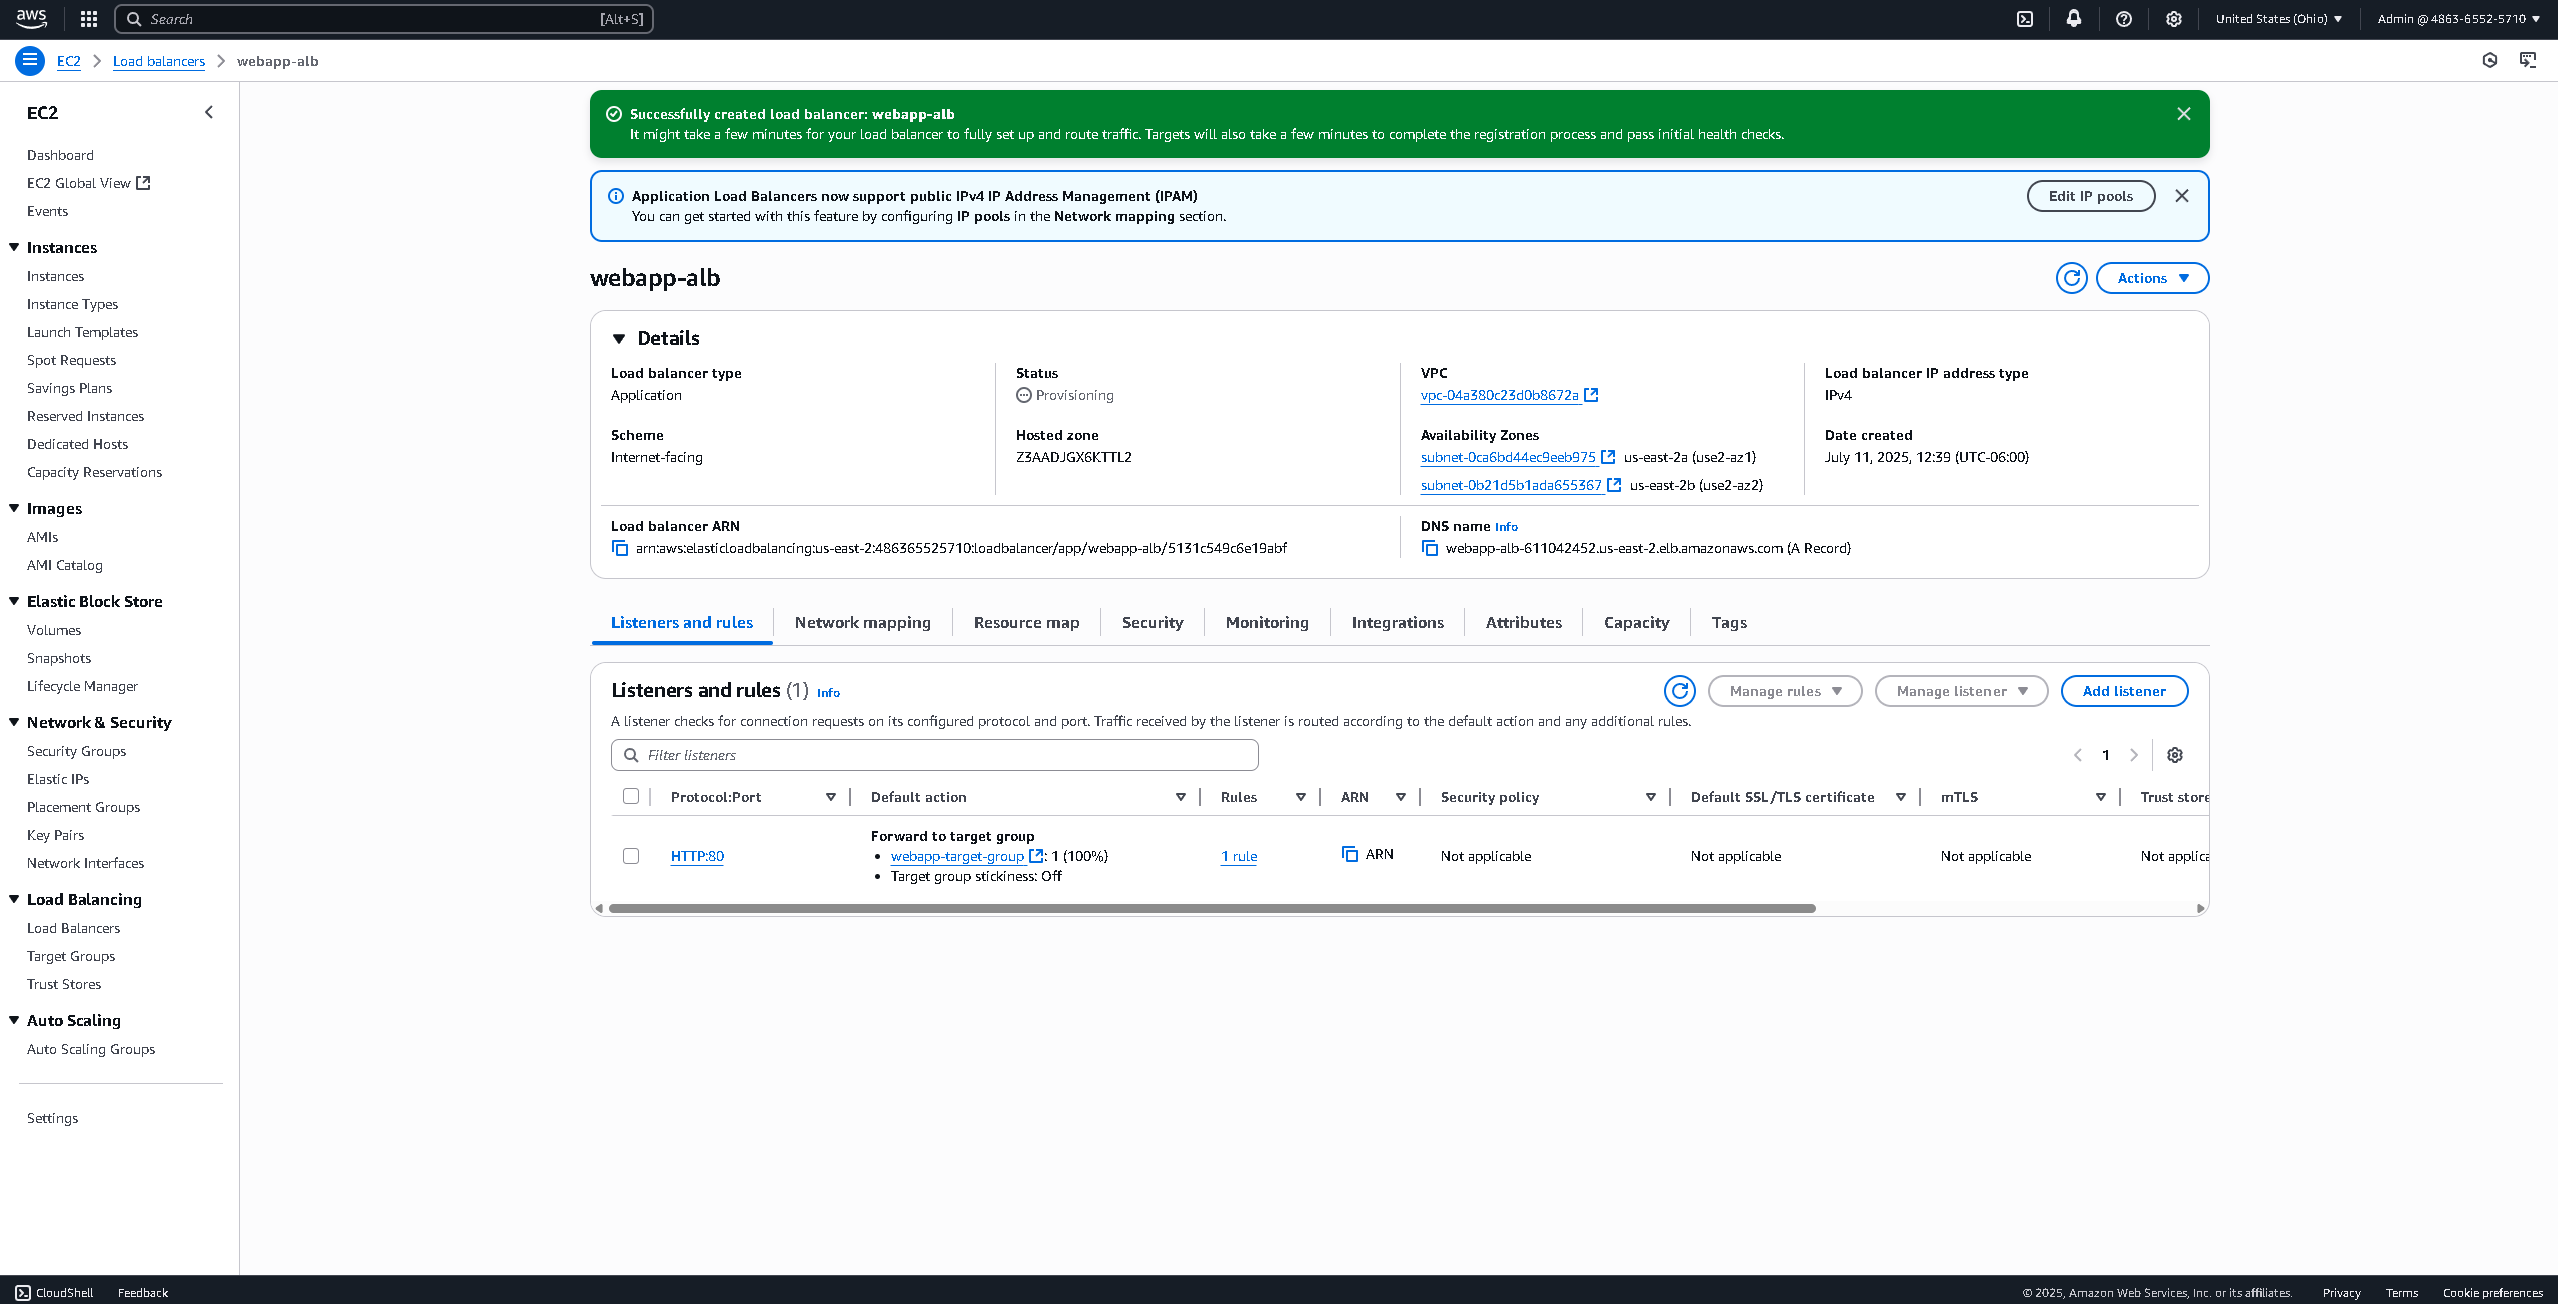 aws
Search
[Alt+S]
United States (Ohio)
Admin @ 4863-6552-5710
EC2
Load balancers
webapp-alb
EC2
Dashboard
EC2 Global View
Events
Instances
Instances
Instance Types
Launch Templates
Spot Requests
Savings Plans
Reserved Instances
Dedicated Hosts
Capacity Reservations
Images
AMIs
AMI Catalog
Elastic Block Store
Volumes
Snapshots
Lifecycle Manager
Network & Security
Security Groups
Elastic IPs
Placement Groups
Key Pairs
Network Interfaces
Load Balancing
Load Balancers
Target Groups
Trust Stores
Auto Scaling
Auto Scaling Groups
Settings
Successfully created load balancer: webapp-alb
It might take a few minutes for your load balancer to fully set up and route traffic. Targets will also take a few minutes to complete the registration process and pass initial health checks.
Application Load Balancers now support public IPv4 IP Address Management (IPAM)
You can get started with this feature by configuring IP pools in the Network mapping section.
Edit IP pools
webapp-alb
Actions
Details
Load balancer type
Application
Status
Provisioning
VPC
vpc-04a380c23d0b8672a
Load balancer IP address type
IPv4
Scheme
Internet-facing
Hosted zone
Z3AADJGX6KTTL2
Availability Zones
subnet-0ca6bd44ec9eeb975 us-east-2a (use2-az1)
subnet-0b21d5b1ada655367 us-east-2b (use2-az2)
Date created
July 11, 2025, 12:39 (UTC-06:00)
Load balancer ARN
arn:aws:elasticloadbalancing:us-east-2:486365525710:loadbalancer/app/webapp-alb/5131c549c6e19abf
DNS name Info
webapp-alb-611042452.us-east-2.elb.amazonaws.com (A Record)
Listeners and rules
Network mapping
Resource map
Security
Monitoring
Integrations
Attributes
Capacity
Tags
Listeners and rules (1) Info
Manage rules
Manage listener
Add listener
A listener checks for connection requests on its configured protocol and port. Traffic received by the listener is routed according to the default action and any additional rules.
Filter listeners
1
Protocol:Port
Default action
Rules
ARN
Security policy
Default SSL/TLS certificate
mTLS
Trust store
HTTP:80
Forward to target group
• webapp-target-group : 1 (100%)
• Target group stickiness: Off
1 rule
ARN
Not applicable
Not applicable
Not applicable
Not applica
CloudShell
Feedback
© 2025, Amazon Web Services, Inc. or its affiliates.
Privacy
Terms
Cookie preferences